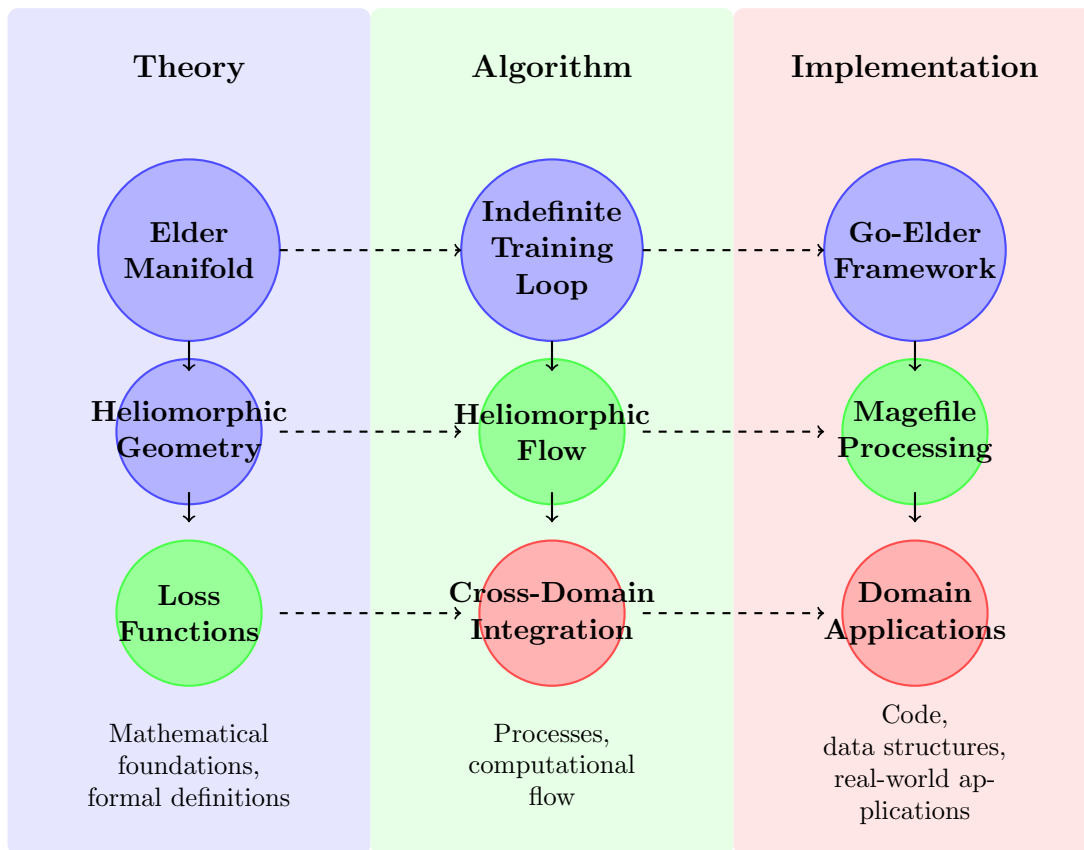 Theory
Algorithm
Implementation
Elder
Manifold
Indefinite
Training
Loop
Go-Elder
Framework
Heliomorphic
Geometry
Heliomorphic
Flow
Magefile
Processing
Loss
Functions
Cross-Domain
Integration
Domain
Applications
Mathematical
foundations,
formal definitions
Processes,
computational
flow
Code,
data structures,
real-world ap-
plications